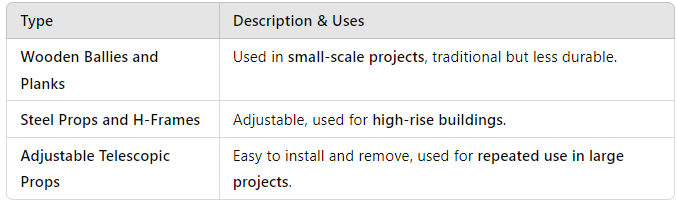 Type Description & Uses
Wooden Ballies and Used in small-scale projects, traditional but less durable.
Planks
Steel Props and H-Frames Adjustable, used for high-rise buildings.
Adjustable Telescopic Easy to install and remove, used for repeated use in large
Props projects.